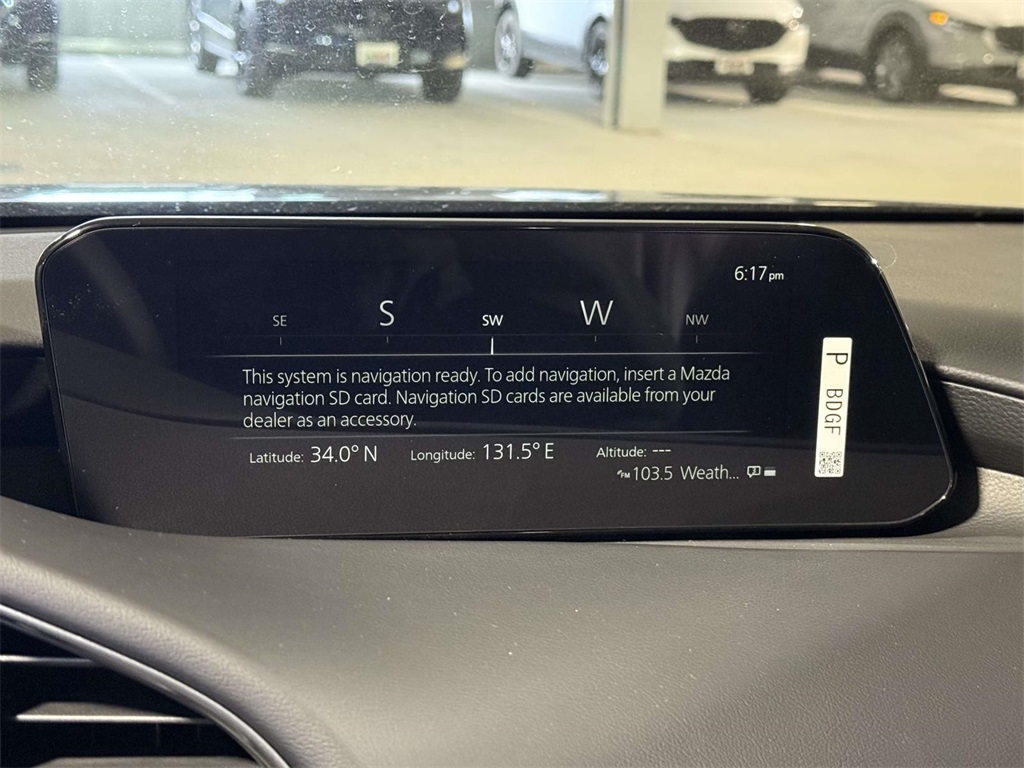 6:17pm
SE S SW W NW
This system is navigation ready. To add navigation, insert a Mazda
navigation SD card. Navigation SD cards are available from your
dealer as an accessory.
Latitude: 34.0° N Longitude: 131.5° E Altitude: ---
FM 103.5 Weath...
P BDGF